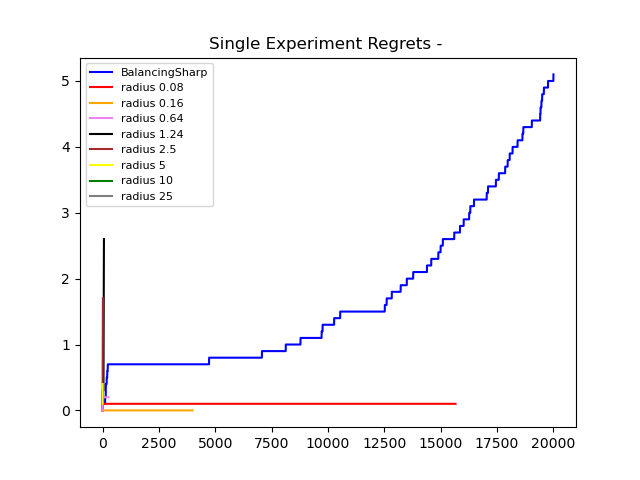 Single Experiment Regrets -
BalancingSharp
radius 0.08
radius 0.16
radius 0.64
radius 1.24
radius 2.5
radius 5
radius 10
radius 25
5
4
3
2
1
0
0 2500 5000 7500 10000 12500 15000 17500 20000